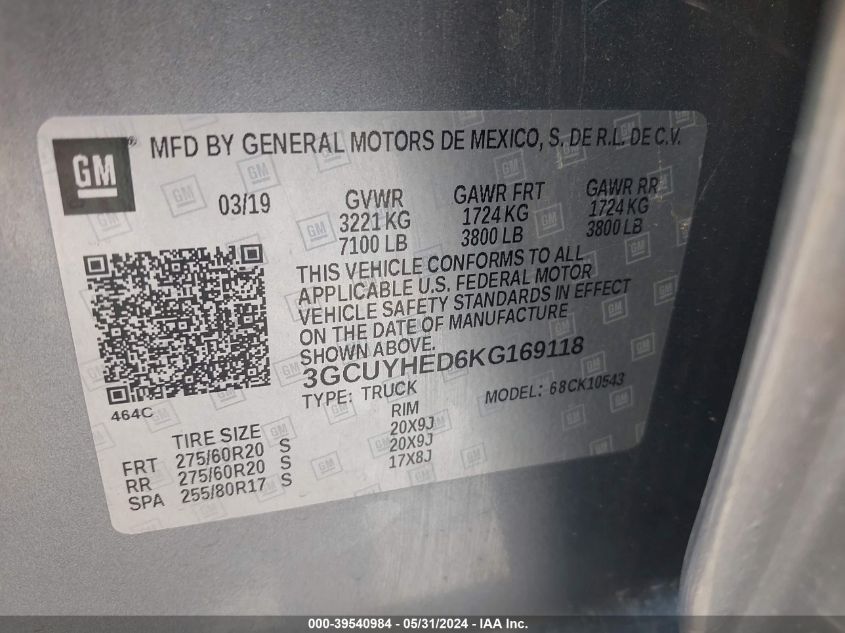 GM ® MFD BY GENERAL MOTORS DE MEXICO, S. DE R.L. DE C.V.
03/19 GVWR GAWR FRT GAWR RR
3221 KG 1724 KG 1724 KG
7100 LB 3800 LB 3800 LB
THIS VEHICLE CONFORMS TO ALL
APPLICABLE U.S. FEDERAL MOTOR
VEHICLE SAFETY STANDARDS IN EFFECT
ON THE DATE OF MANUFACTURE
SHOWN ABOVE.
3GCUYHED6KG169118
TYPE: TRUCK MODEL: 68CK10543
464C
TIRE SIZE RIM
FRT 275/60R20 S 20X9J
RR 275/60R20 S 20X9J
SPA 255/80R17 S 17X8J
000-39540984 / 05/31/2024 - IAA Inc.